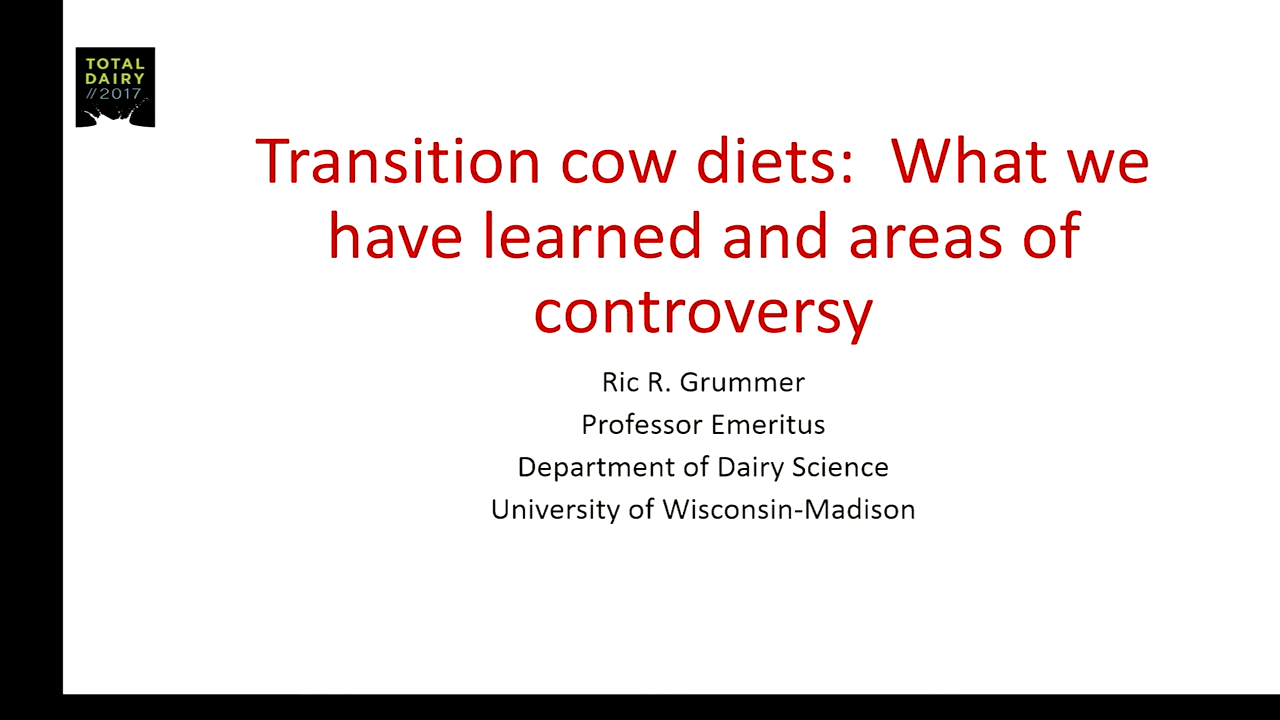 TOTAL
DAIRY
//2017
Transition cow diets:  What we
have learned and areas of
controversy
Ric R. Grummer
Professor Emeritus
Department of Dairy Science
University of Wisconsin-Madison